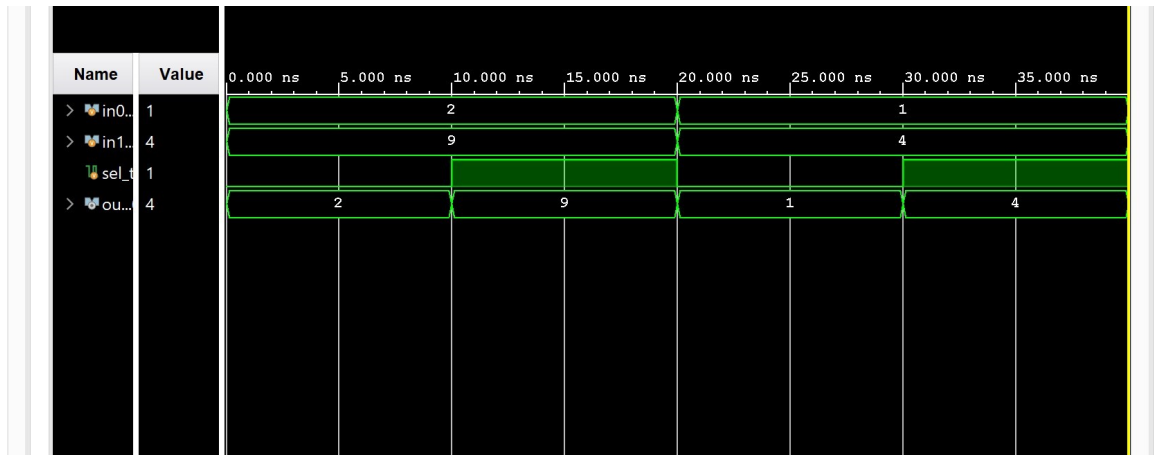 Name Value 0.000 ns 5.000 ns 10.000 ns 15.000 ns 20.000 ns 25.000 ns 30.000 ns 35.000 ns
in0... 1 2 1
in1... 4 9 4
sel_t 1
ou... 4 2 9 1 4